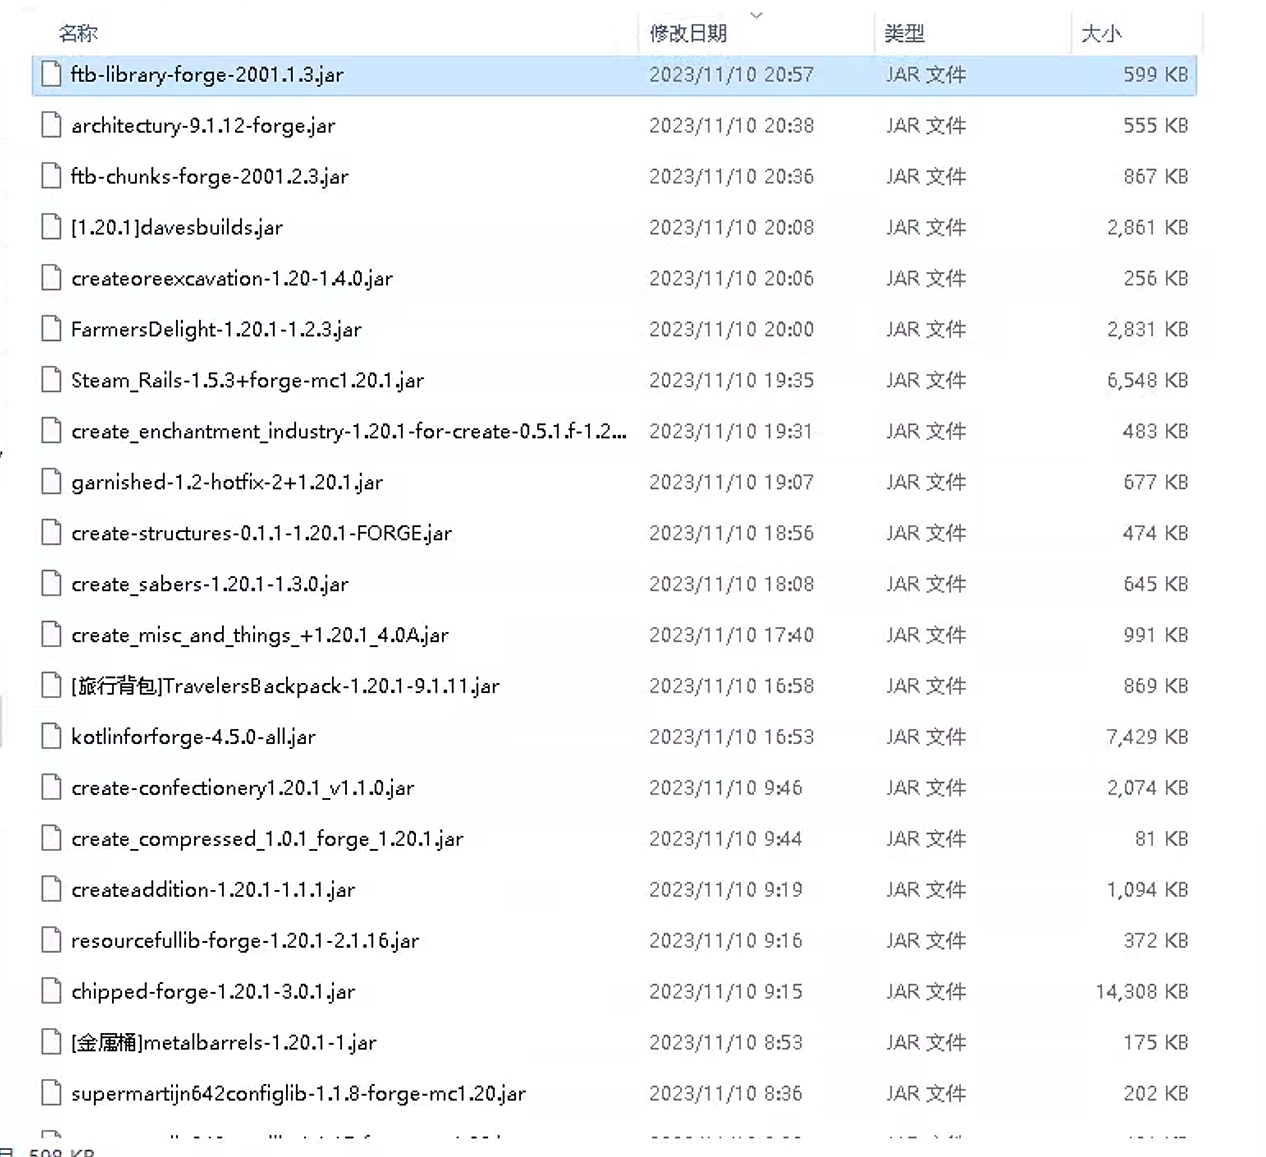 名称 修改日期 类型 大小
ftb-library-forge-2001.1.3.jar 2023/11/10 20:57 JAR 文件 599 KB
architectury-9.1.12-forge.jar 2023/11/10 20:38 JAR 文件 555 KB
ftb-chunks-forge-2001.2.3.jar 2023/11/10 20:36 JAR 文件 867 KB
[1.20.1]davesbuilds.jar 2023/11/10 20:08 JAR 文件 2,861 KB
createoreexcavation-1.20-1.4.0.jar 2023/11/10 20:06 JAR 文件 256 KB
FarmersDelight-1.20.1-1.2.3.jar 2023/11/10 20:00 JAR 文件 2,831 KB
Steam_Rails-1.5.3+forge-mc1.20.1.jar 2023/11/10 19:35 JAR 文件 6,548 KB
create_enchantment_industry-1.20.1-for-create-0.5.1.f-1.2... 2023/11/10 19:31 JAR 文件 483 KB
garnished-1.2-hotfix-2+1.20.1.jar 2023/11/10 19:07 JAR 文件 677 KB
create-structures-0.1.1-1.20.1-FORGE.jar 2023/11/10 18:56 JAR 文件 474 KB
create_sabers-1.20.1-1.3.0.jar 2023/11/10 18:08 JAR 文件 645 KB
create_misc_and_things_+1.20.1_4.0A.jar 2023/11/10 17:40 JAR 文件 991 KB
[旅行背包]TravelersBackpack-1.20.1-9.1.11.jar 2023/11/10 16:58 JAR 文件 869 KB
kotlinforforge-4.5.0-all.jar 2023/11/10 16:53 JAR 文件 7,429 KB
create-confectionery1.20.1_v1.1.0.jar 2023/11/10 9:46 JAR 文件 2,074 KB
create_compressed_1.0.1_forge_1.20.1.jar 2023/11/10 9:44 JAR 文件 81 KB
createaddition-1.20.1-1.1.1.jar 2023/11/10 9:19 JAR 文件 1,094 KB
resourcefullib-forge-1.20.1-2.1.16.jar 2023/11/10 9:16 JAR 文件 372 KB
chipped-forge-1.20.1-3.0.1.jar 2023/11/10 9:15 JAR 文件 14,308 KB
[金属桶]metalbarrels-1.20.1-1.jar 2023/11/10 8:53 JAR 文件 175 KB
supermartijn642configlib-1.1.8-forge-mc1.20.jar 2023/11/10 8:36 JAR 文件 202 KB
598 KB